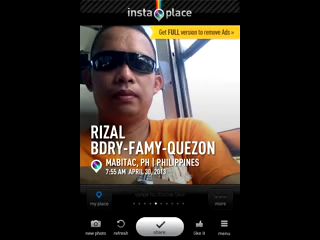 insta place
Get FULL version to remove Ads »
RIZAL
BDRY-FAMY-QUEZON
MABITAC, PH | PHILIPPINES
7:55 AM APRIL 30, 2013
my place
more
new photo
refresh
share
like it
menu